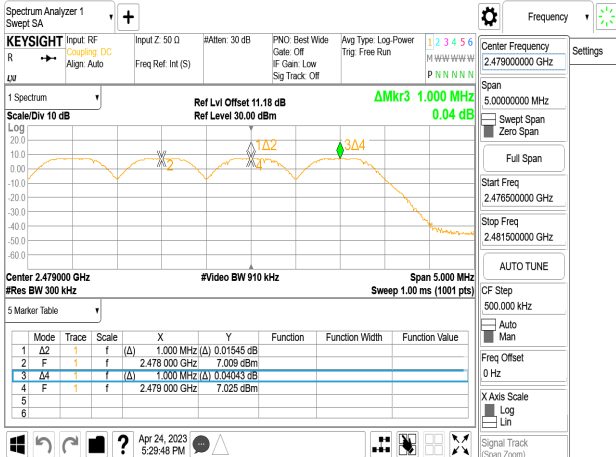 Spectrum Analyzer 1
Swept SA
Frequency
KEYSIGHT
R
LXI
Input: RF
Coupling: DC
Align: Auto
Input Z: 50 Ω
Freq Ref: Int (S)
#Atten: 30 dB
PNO: Best Wide
Gate: Off
IF Gain: Low
Sig Track: Off
Avg Type: Log-Power
Trig: Free Run
1 2 3 4 5 6
M W W W W W
P N N N N N
Settings
Center Frequency
2.479000000 GHz
Span
5.00000000 MHz
Swept Span
Zero Span
Full Span
Start Freq
2.476500000 GHz
Stop Freq
2.481500000 GHz
AUTO TUNE
CF Step
500.000 kHz
Auto
Man
Freq Offset
0 Hz
X Axis Scale
Log
Lin
Signal Track
(Span Zoom)
1 Spectrum
Scale/Div 10 dB
Ref Lvl Offset 11.18 dB
Ref Level 30.00 dBm
ΔMkr3 1.000 MHz
0.04 dB
Log
20.0
10.0
0.00
-10.0
-20.0
-30.0
-40.0
-50.0
-60.0
2
1Δ2
4
3Δ4
Center 2.479000 GHz
#Res BW 300 kHz
#Video BW 910 kHz
Span 5.000 MHz
Sweep 1.00 ms (1001 pts)
5 Marker Table
Mode Trace Scale X Y Function Function Width Function Value
1 Δ2 1 f (Δ) 1.000 MHz (Δ) 0.01545 dB
2 F 1 f 2.478 000 GHz 7.009 dBm
3 Δ4 1 f (Δ) 1.000 MHz (Δ) 0.04043 dB
4 F 1 f 2.479 000 GHz 7.025 dBm
5
6
?
Apr 24, 2023
5:29:48 PM